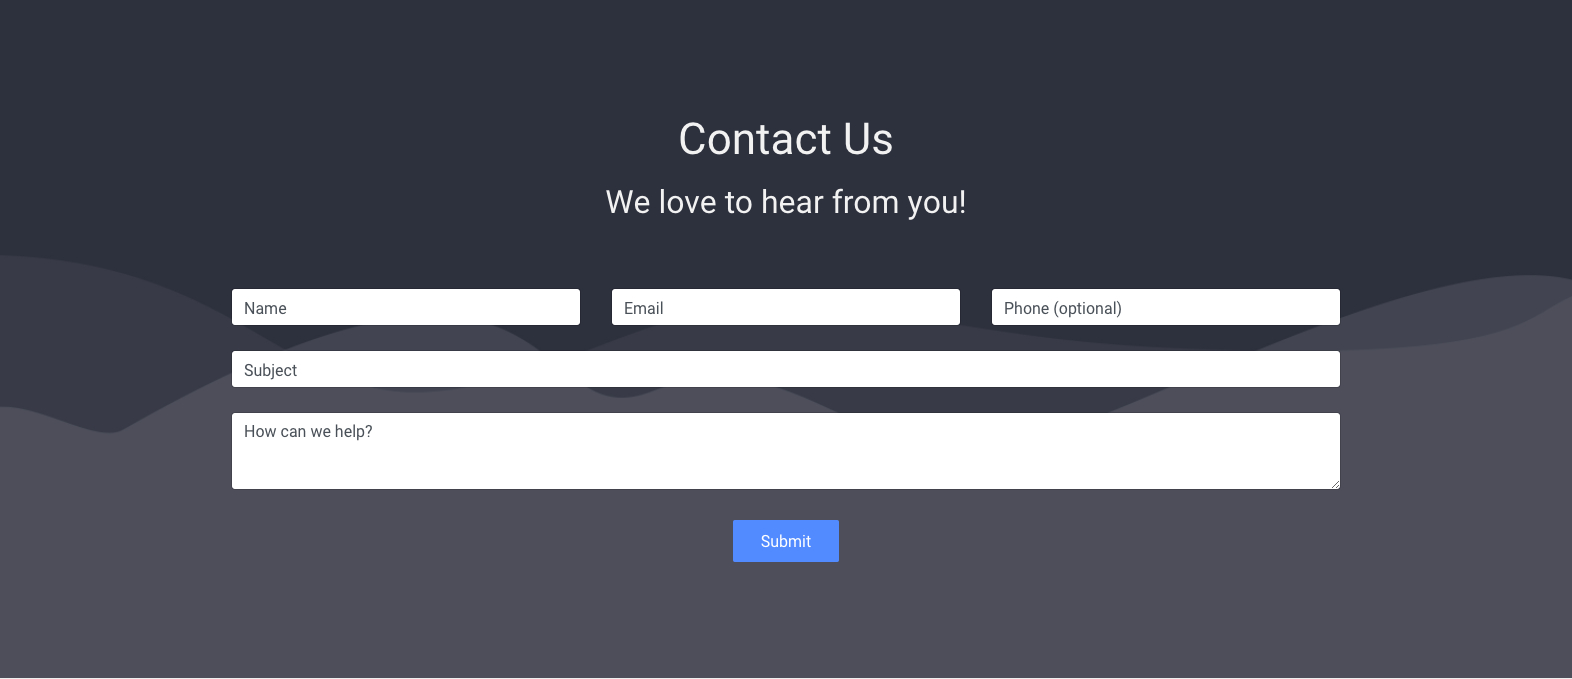 Contact Us
We love to hear from you!
Name
Email
Phone (optional)
Subject
How can we help?
Submit